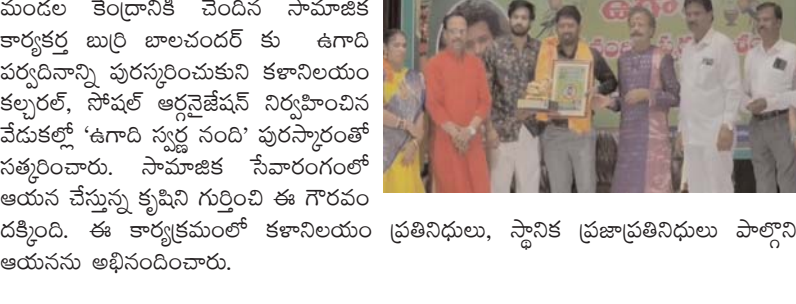 మండల కేంద్రానికి చెందిన సామాజిక
కార్యకర్త బుర్రి బాలచందర్ కు ఉగాది
పర్వదినాన్ని పురస్కరించుకుని కళానిలయం
కల్చరల్, సోషల్ ఆర్గనైజేషన్ నిర్వహించిన
వేడుకల్లో ‘ఉగాది స్వర్ణ నంది’ పురస్కారంతో
సత్కరించారు. సామాజిక సేవారంగంలో
ఆయన చేస్తున్న కృషిని గుర్తించి ఈ గౌరవం
దక్కింది. ఈ కార్యక్రమంలో కళానిలయం ప్రతినిధులు, స్థానిక ప్రజాప్రతినిధులు పాల్గొని
ఆయనను అభినందించారు.